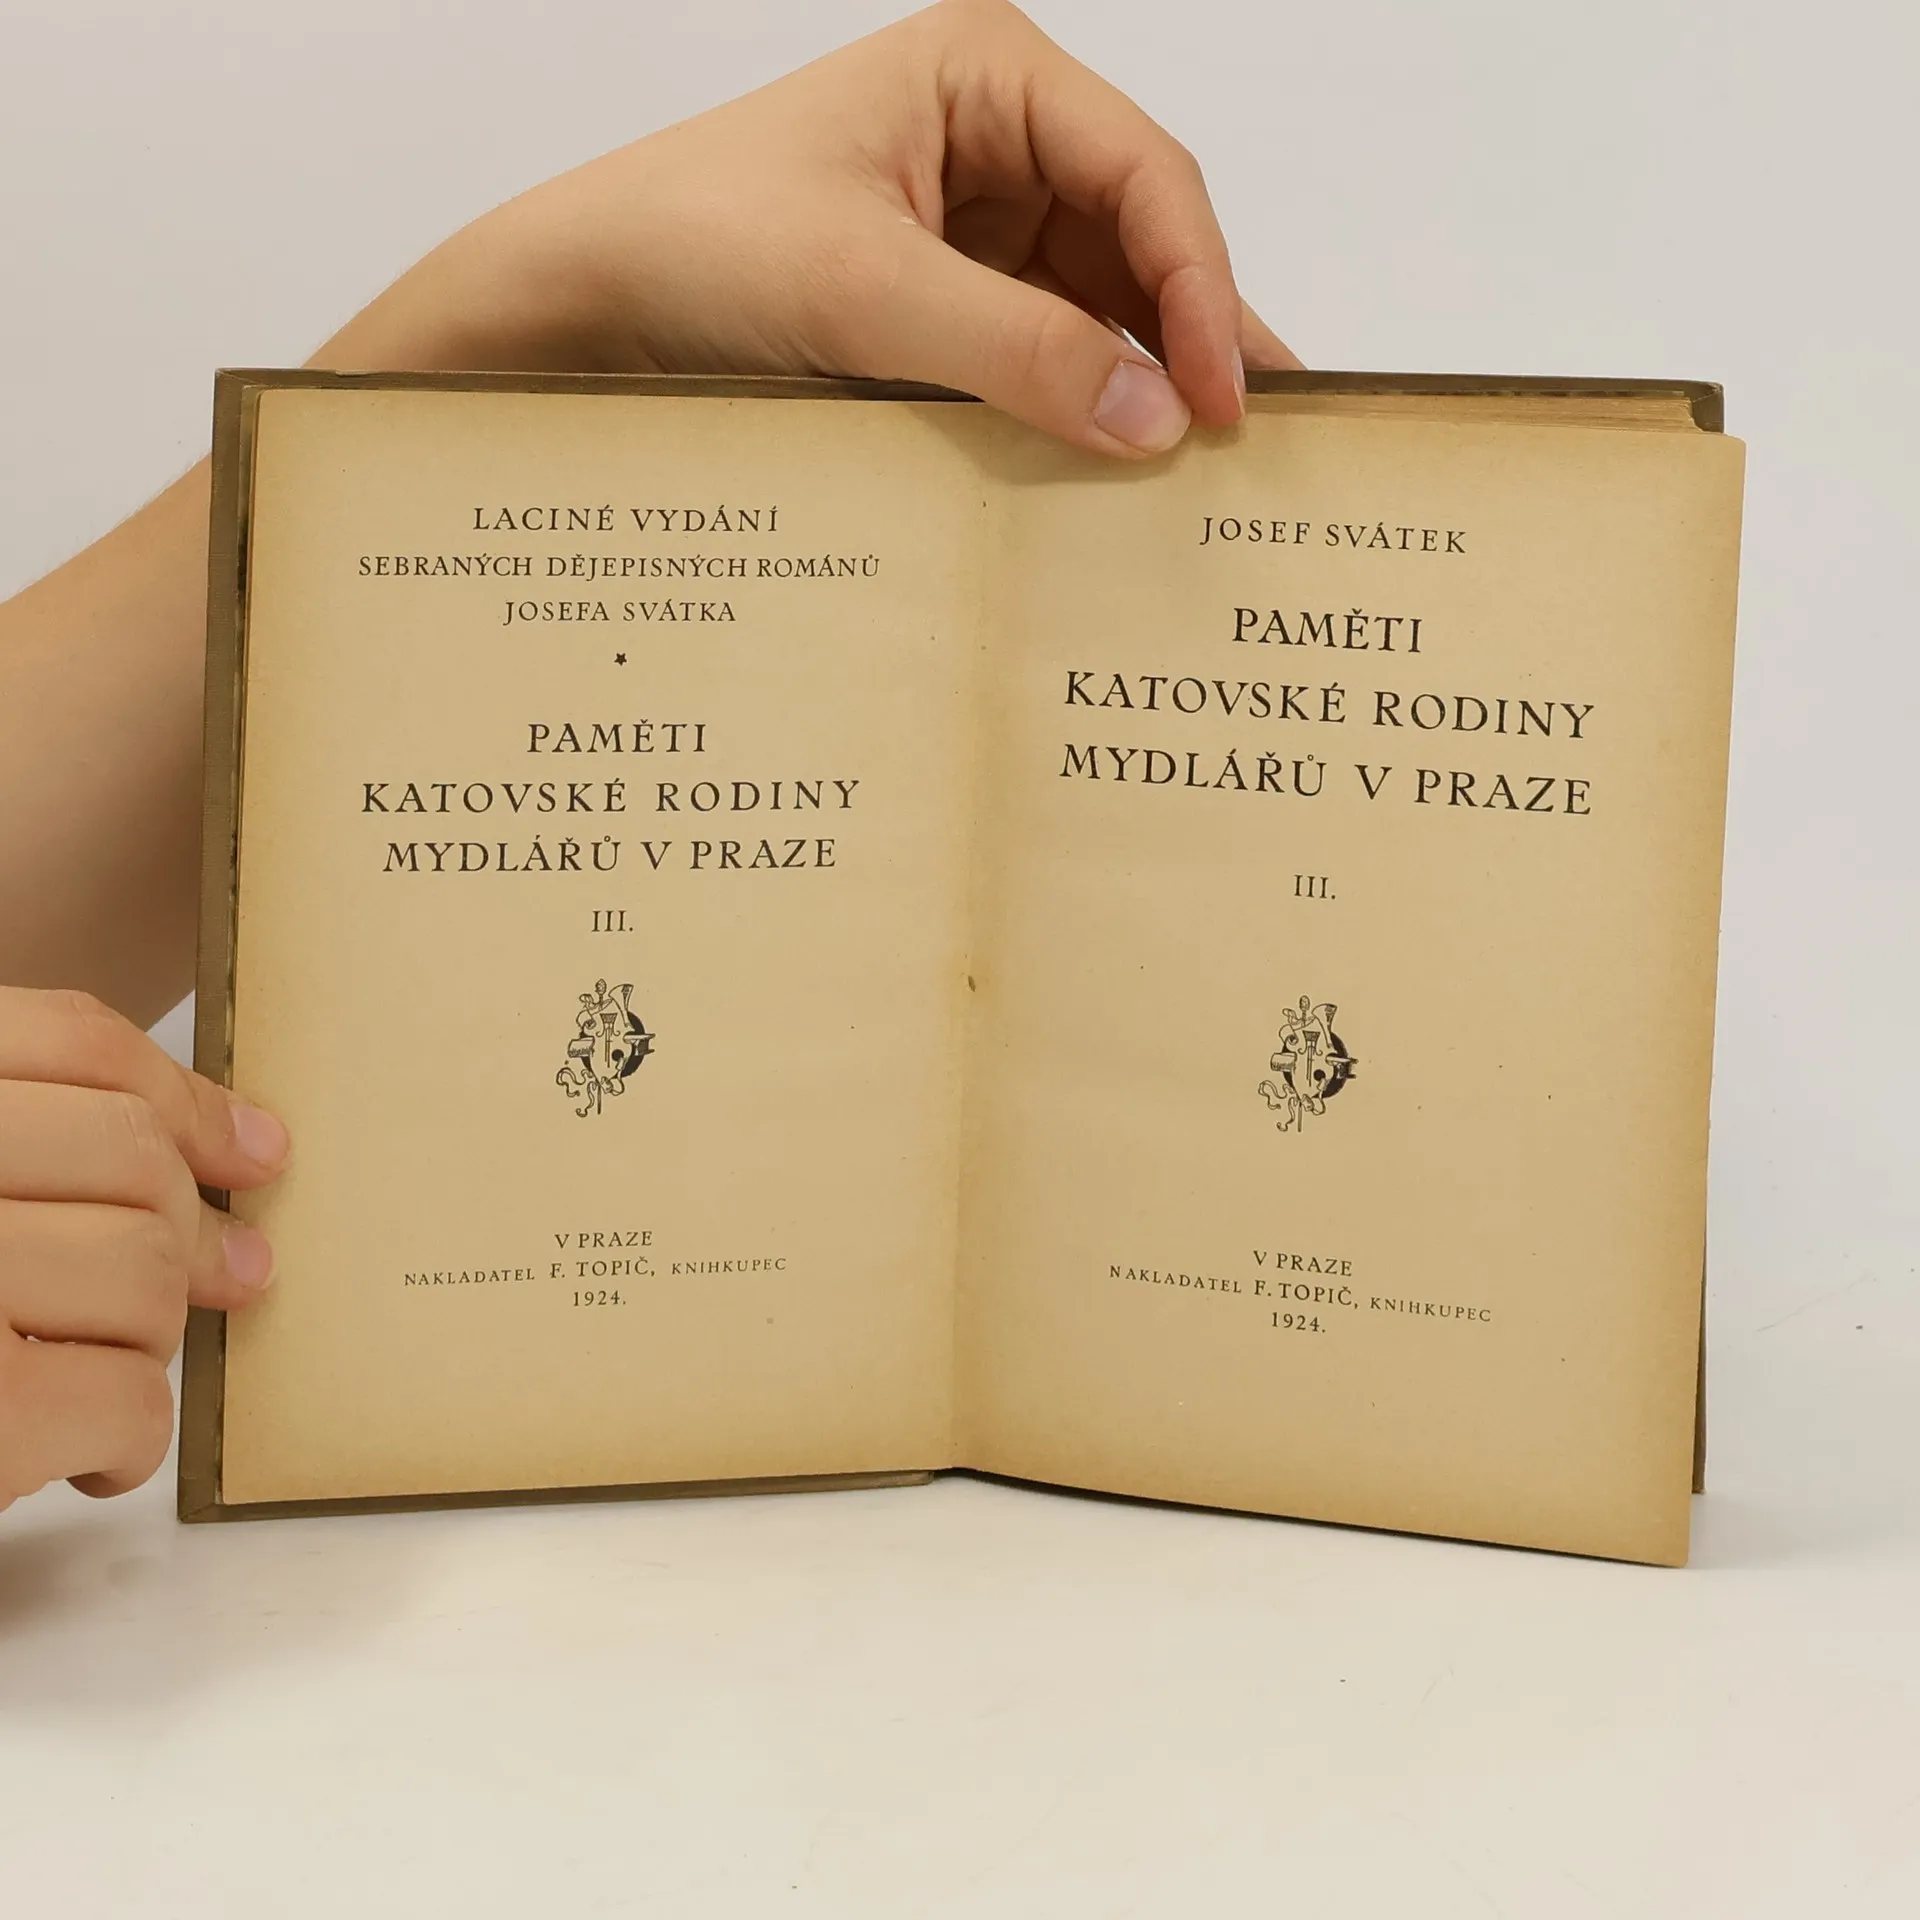 LACINÉ VYDÁNÍ
SEBRANÝCH DĚJEPISNÝCH ROMÁNŮ
JOSEFA SVÁTKA
★
PAMĚTI
KATOVSKÉ RODINY
MYDLÁŘŮ V PRAZE
III.
V PRAZE
NAKLADATEL F. TOPIČ, KNIHKUPEC
1924.
JOSEF SVÁTEK
PAMĚTI
KATOVSKÉ RODINY
MYDLÁŘŮ V PRAZE
III.
V PRAZE
NAKLADATEL F. TOPIČ, KNIHKUPEC
1924.